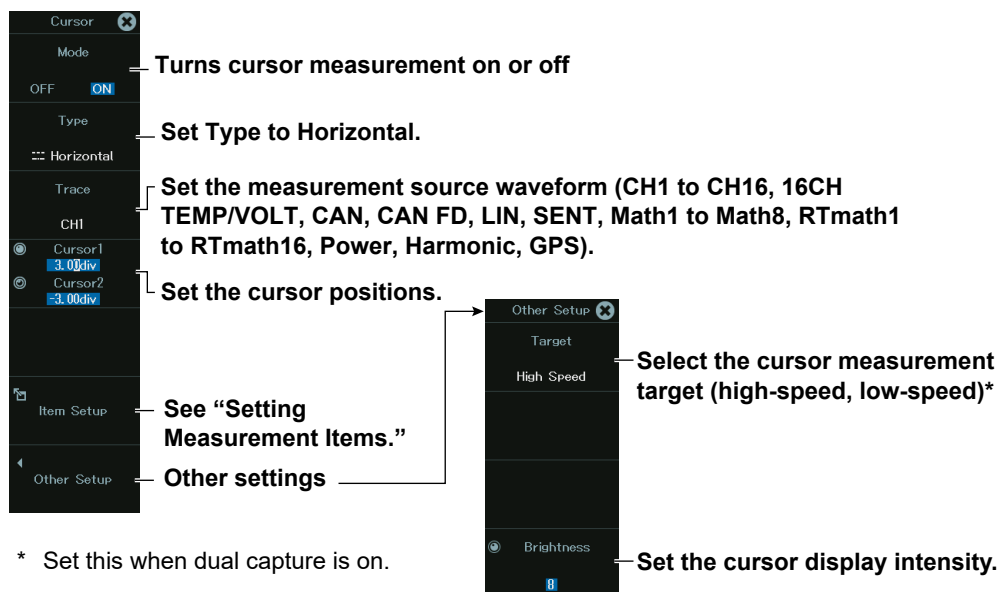 Cursor
Mode
OFF ON
Turns cursor measurement on or off
Type
Horizontal
Set Type to Horizontal.
Trace
CH1
Set the measurement source waveform (CH1 to CH16, 16CH
TEMP/VOLT, CAN, CAN FD, LIN, SENT, Math1 to Math8, RTmath1
to RTmath16, Power, Harmonic, GPS).
Cursor1
3.00div
Cursor2
-3.00div
Set the cursor positions.
Item Setup
See “Setting
Measurement Items.”
Other Setup
Other settings
Other Setup
Target
High Speed
Select the cursor measurement
target (high-speed, low-speed)*
Brightness
8
Set the cursor display intensity.
* Set this when dual capture is on.